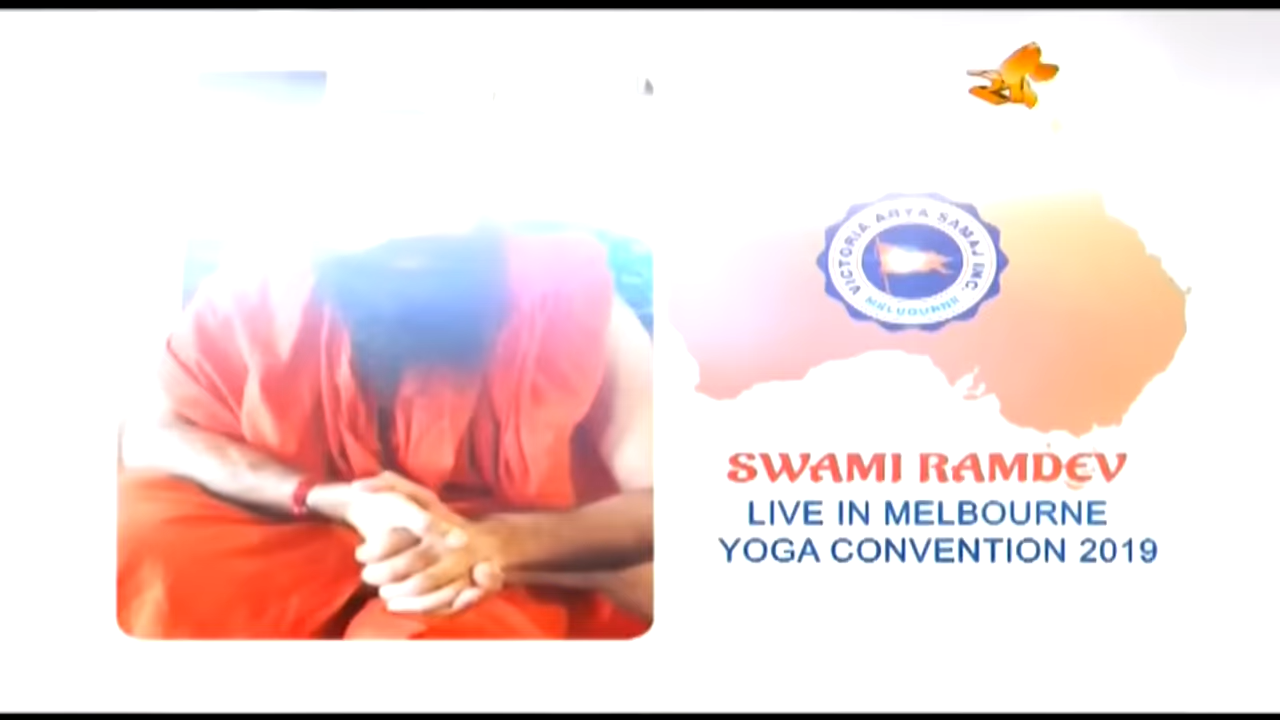 VICTORIA ARYA SAMAJ INC.
MELBOURNE
SWAMI RAMDEV
LIVE IN MELBOURNE
YOGA CONVENTION 2019